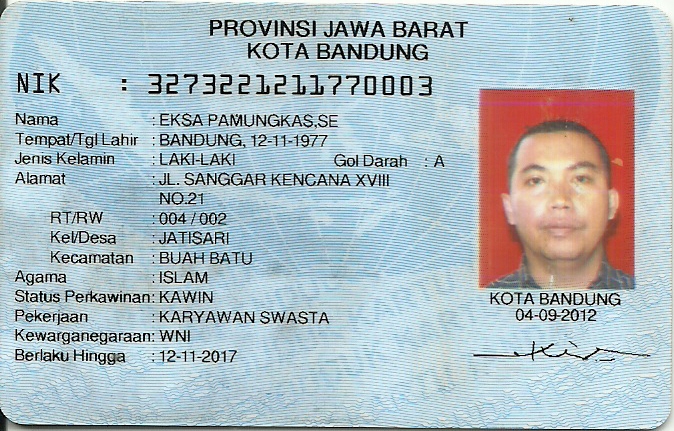 PROVINSI JAWA BARAT
KOTA BANDUNG
NIK : 3273221211770003
Nama : EKSA PAMUNGKAS,SE
Tempat/Tgl Lahir : BANDUNG, 12-11-1977
Jenis Kelamin : LAKI-LAKI Gol Darah : A
Alamat : JL. SANGGAR KENCANA XVIII
NO.21
RT/RW : 004 / 002
Kel/Desa : JATISARI
Kecamatan : BUAH BATU
Agama : ISLAM
Status Perkawinan: KAWIN
Pekerjaan : KARYAWAN SWASTA
Kewarganegaraan: WNI
Berlaku Hingga : 12-11-2017
KOTA BANDUNG
04-09-2012